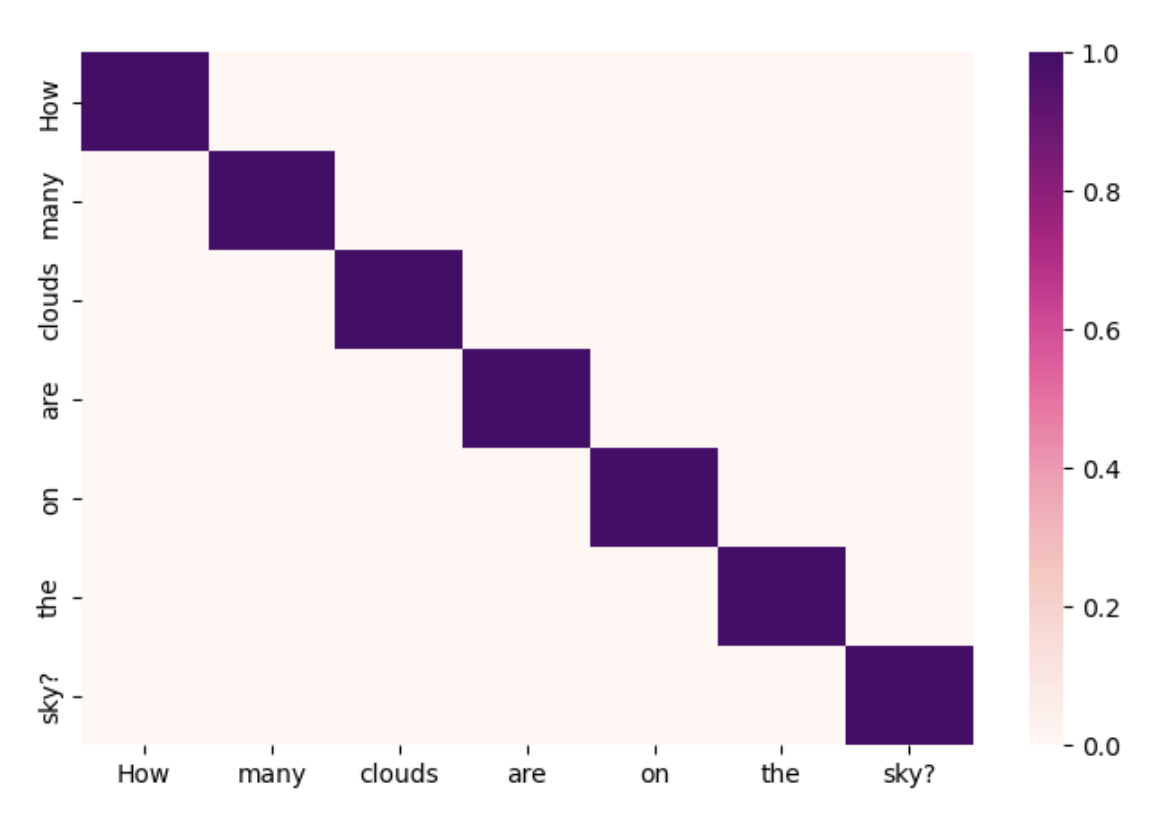 How
many
clouds
are
on
the
sky?
How many clouds are on the sky?
1.0
0.8
0.6
0.4
0.2
0.0